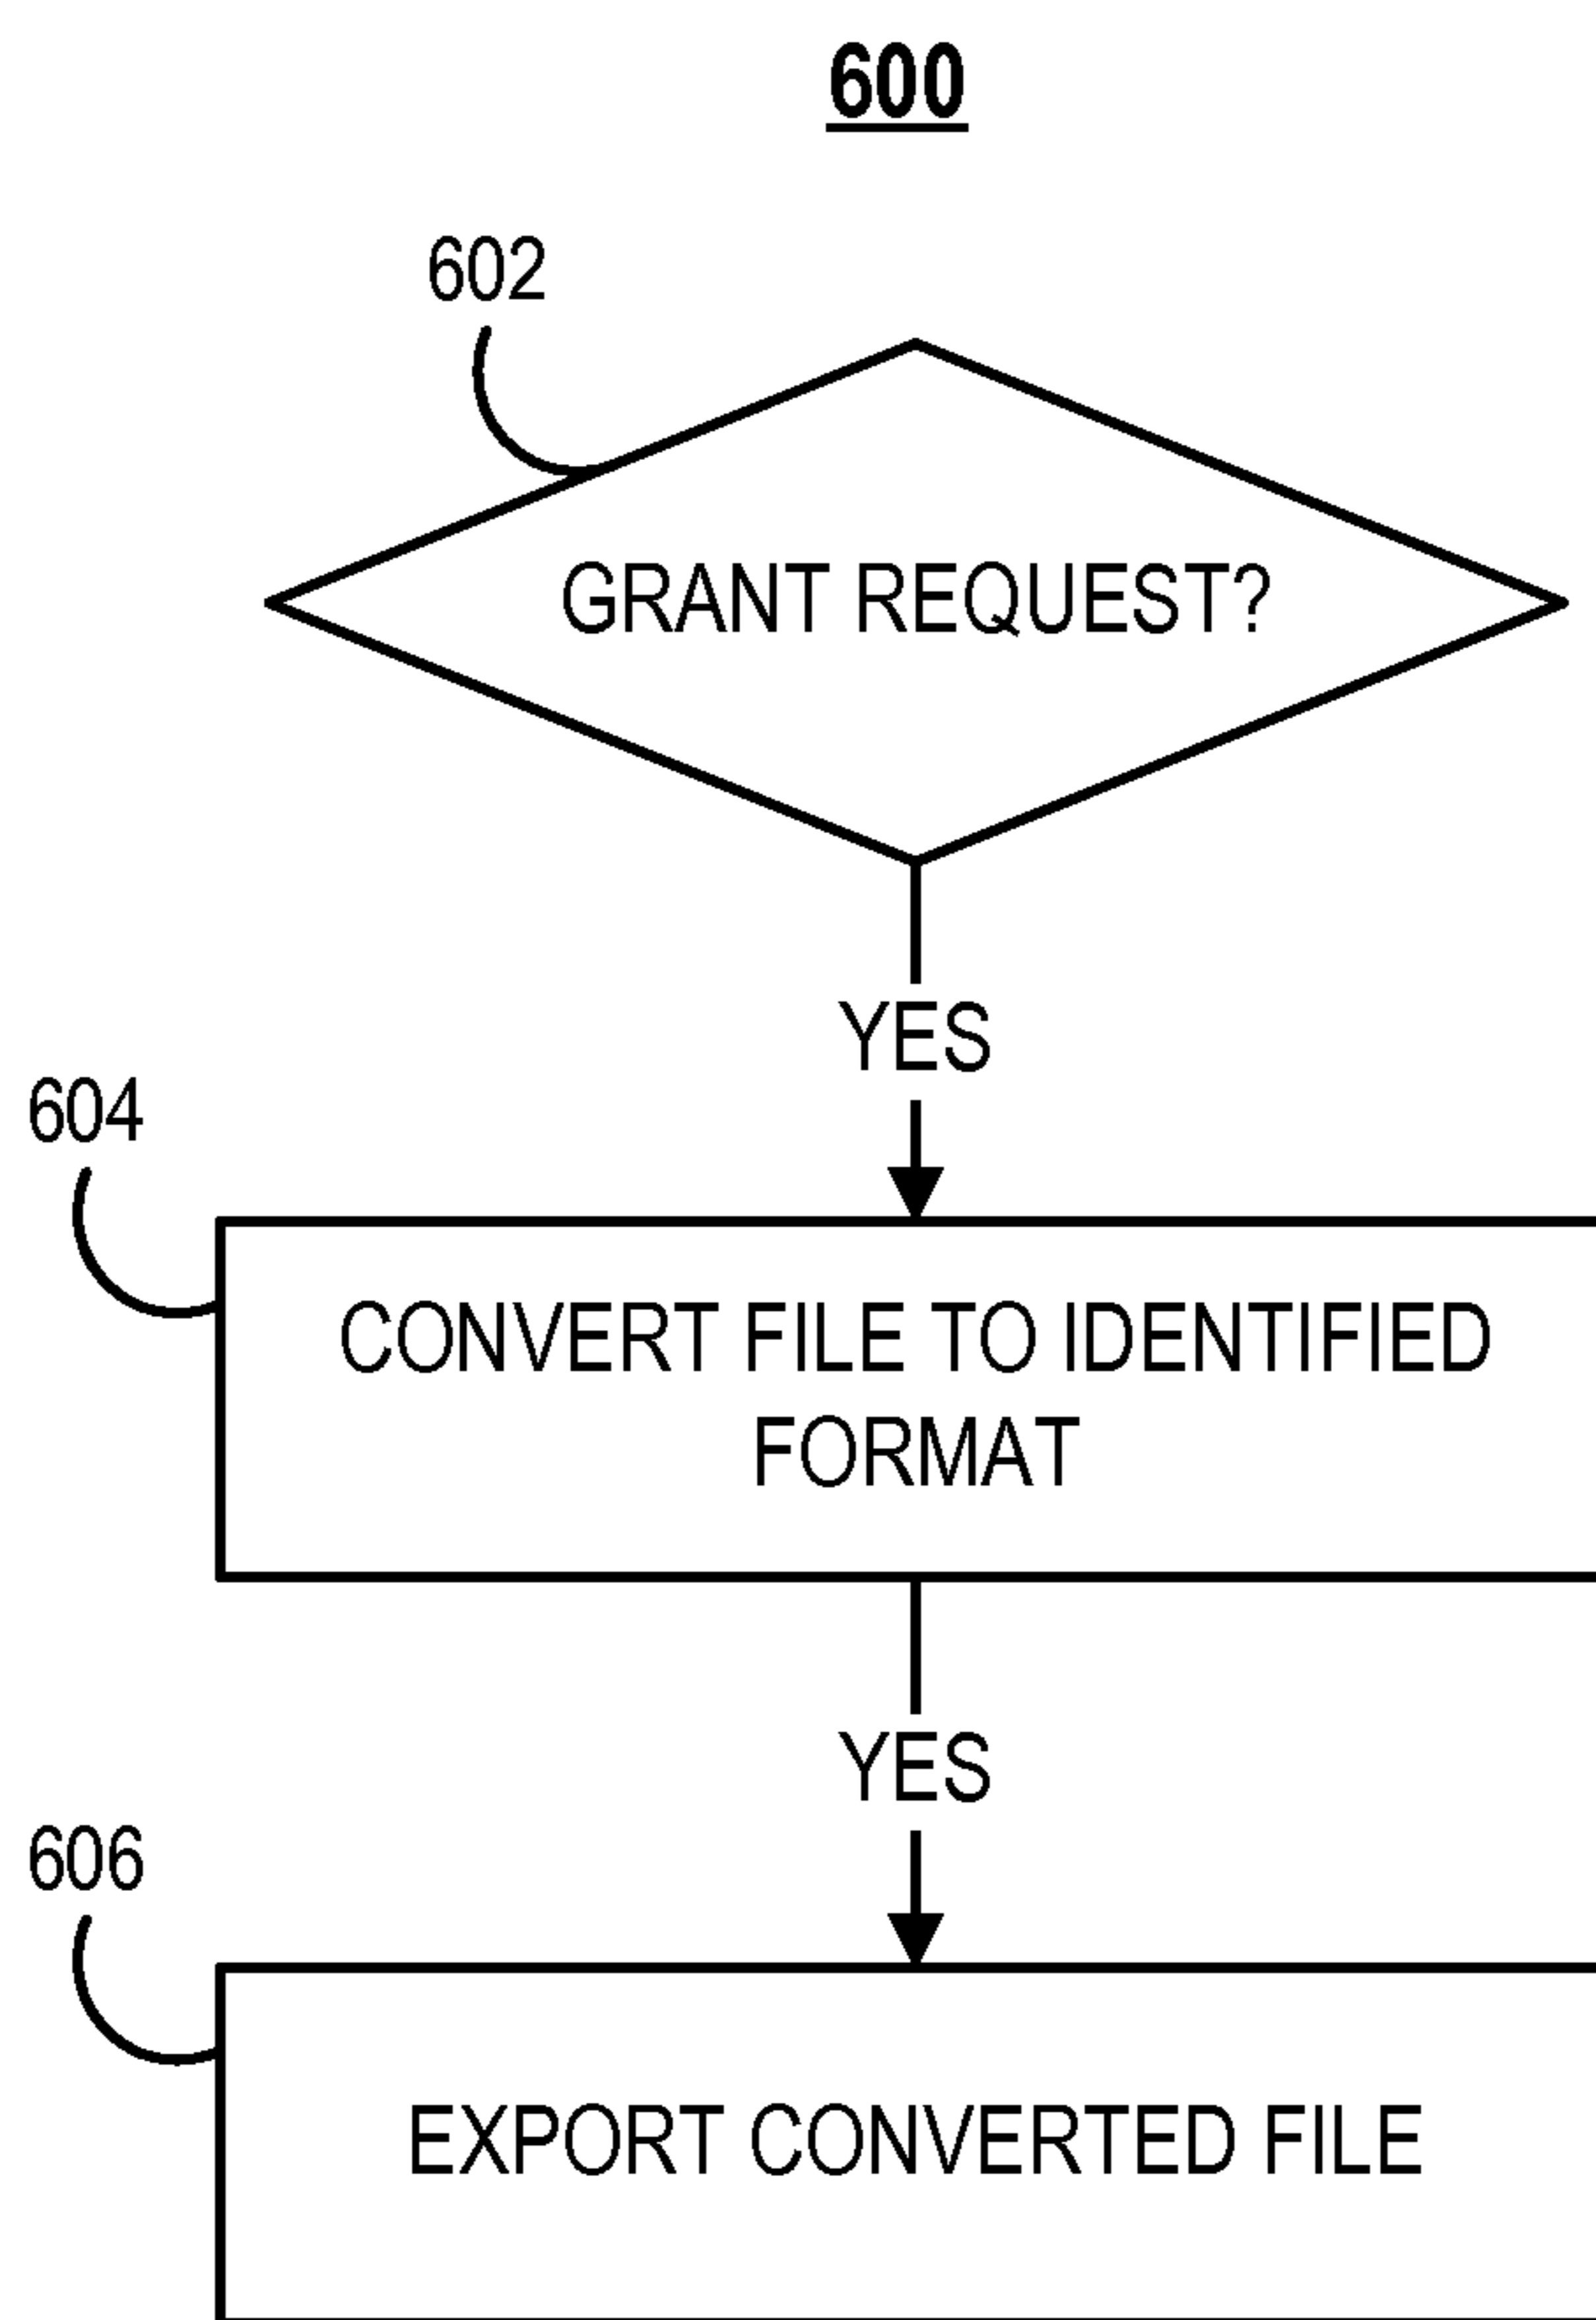 600
602
GRANT REQUEST?
YES
604
CONVERT FILE TO IDENTIFIED
FORMAT
YES
606
EXPORT CONVERTED FILE